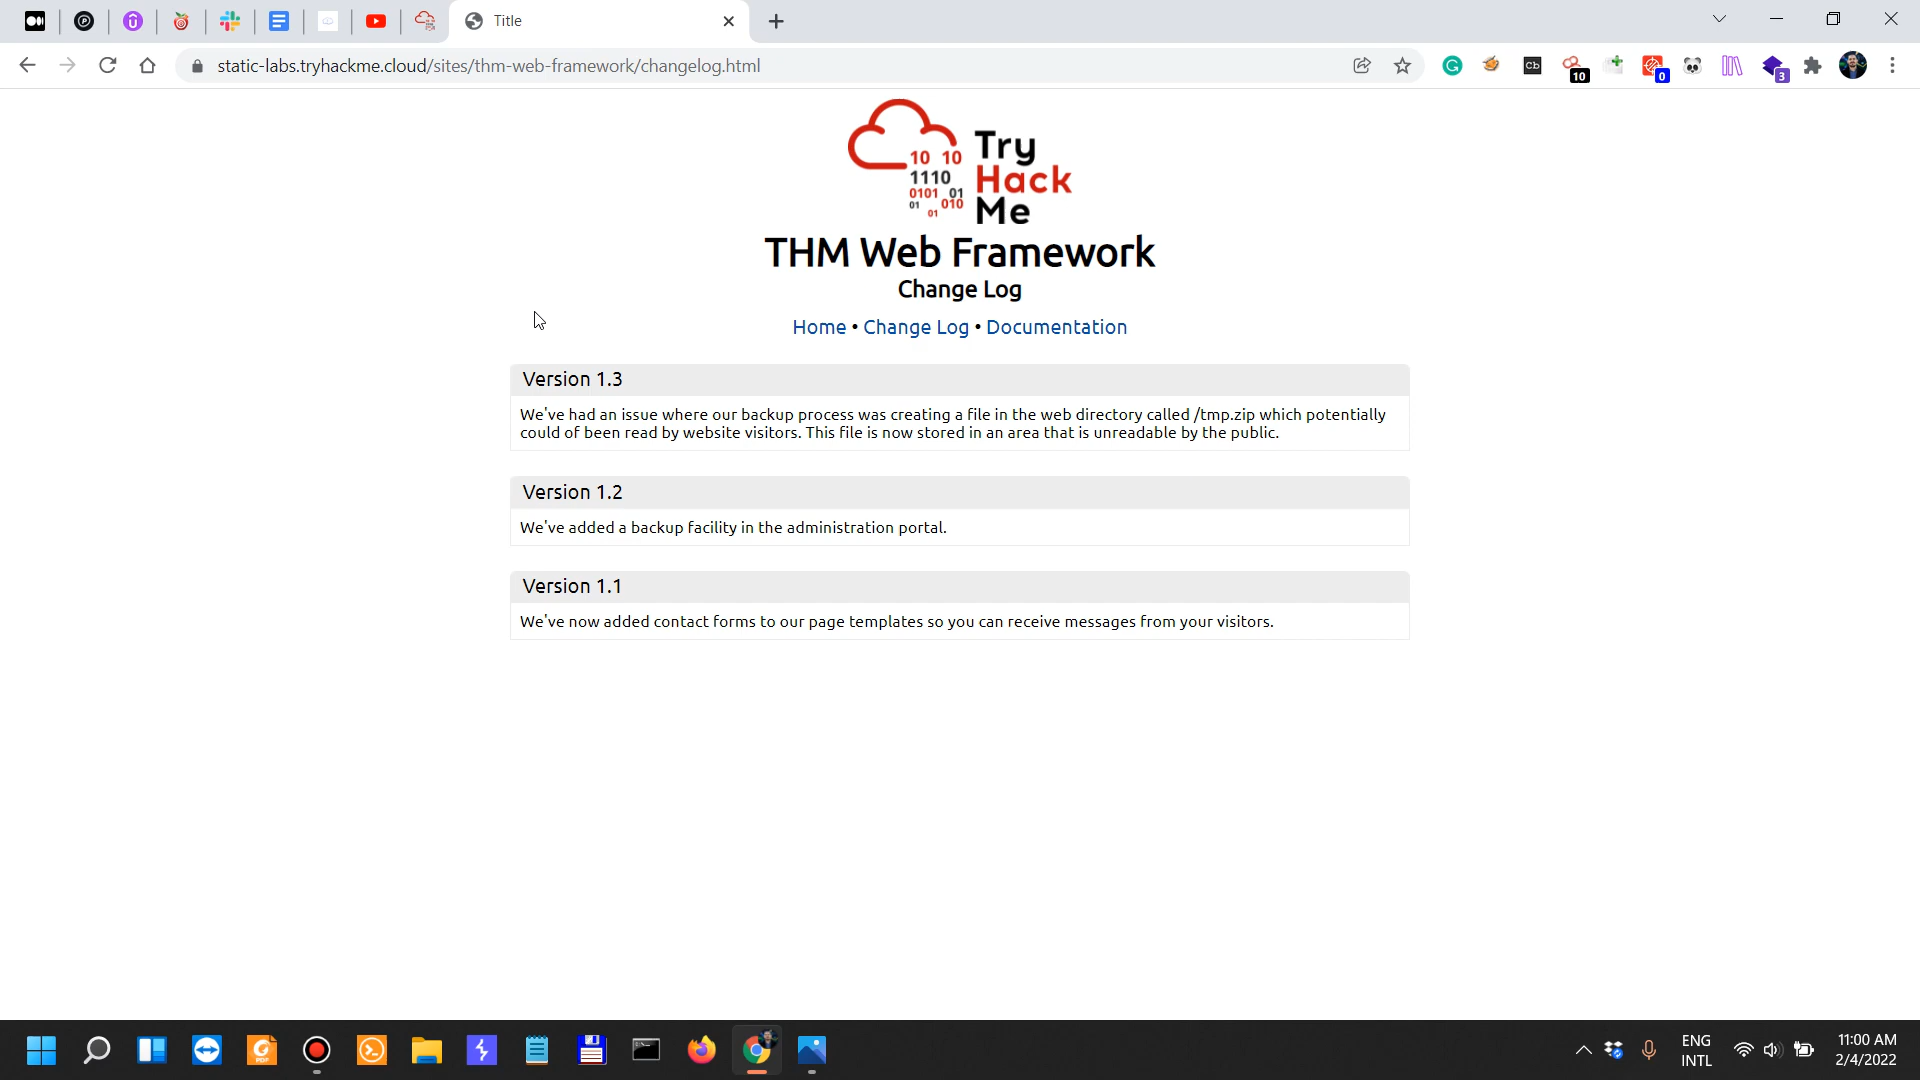 Title
static-labs.tryhackme.cloud/sites/thm-web-framework/changelog.html
Cb
10
0
3
10 10
1110
0101 01
01 010
01
Try
Hack
Me
THM Web Framework
Change Log
Home • Change Log • Documentation
Version 1.3
We've had an issue where our backup process was creating a file in the web directory called /tmp.zip which potentially
could of been read by website visitors. This file is now stored in an area that is unreadable by the public.
Version 1.2
We've added a backup facility in the administration portal.
Version 1.1
We've now added contact forms to our page templates so you can receive messages from your visitors.
PDF
ENG
INTL
11:00 AM
2/4/2022